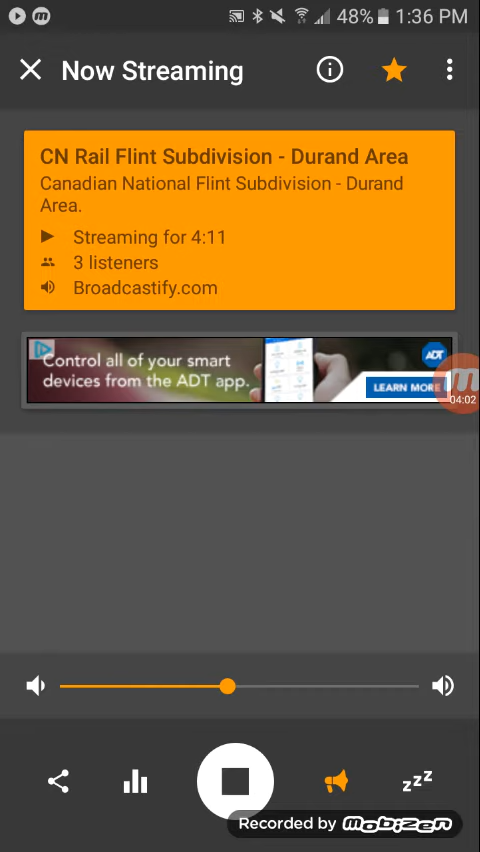 48% 1:36 PM
Now Streaming
CN Rail Flint Subdivision - Durand Area
Canadian National Flint Subdivision - Durand
Area.
Streaming for 4:11
3 listeners
Broadcastify.com
Control all of your smart
devices from the ADT app.
ADT
LEARN MORE
04:02
zzz
Recorded by mobizen